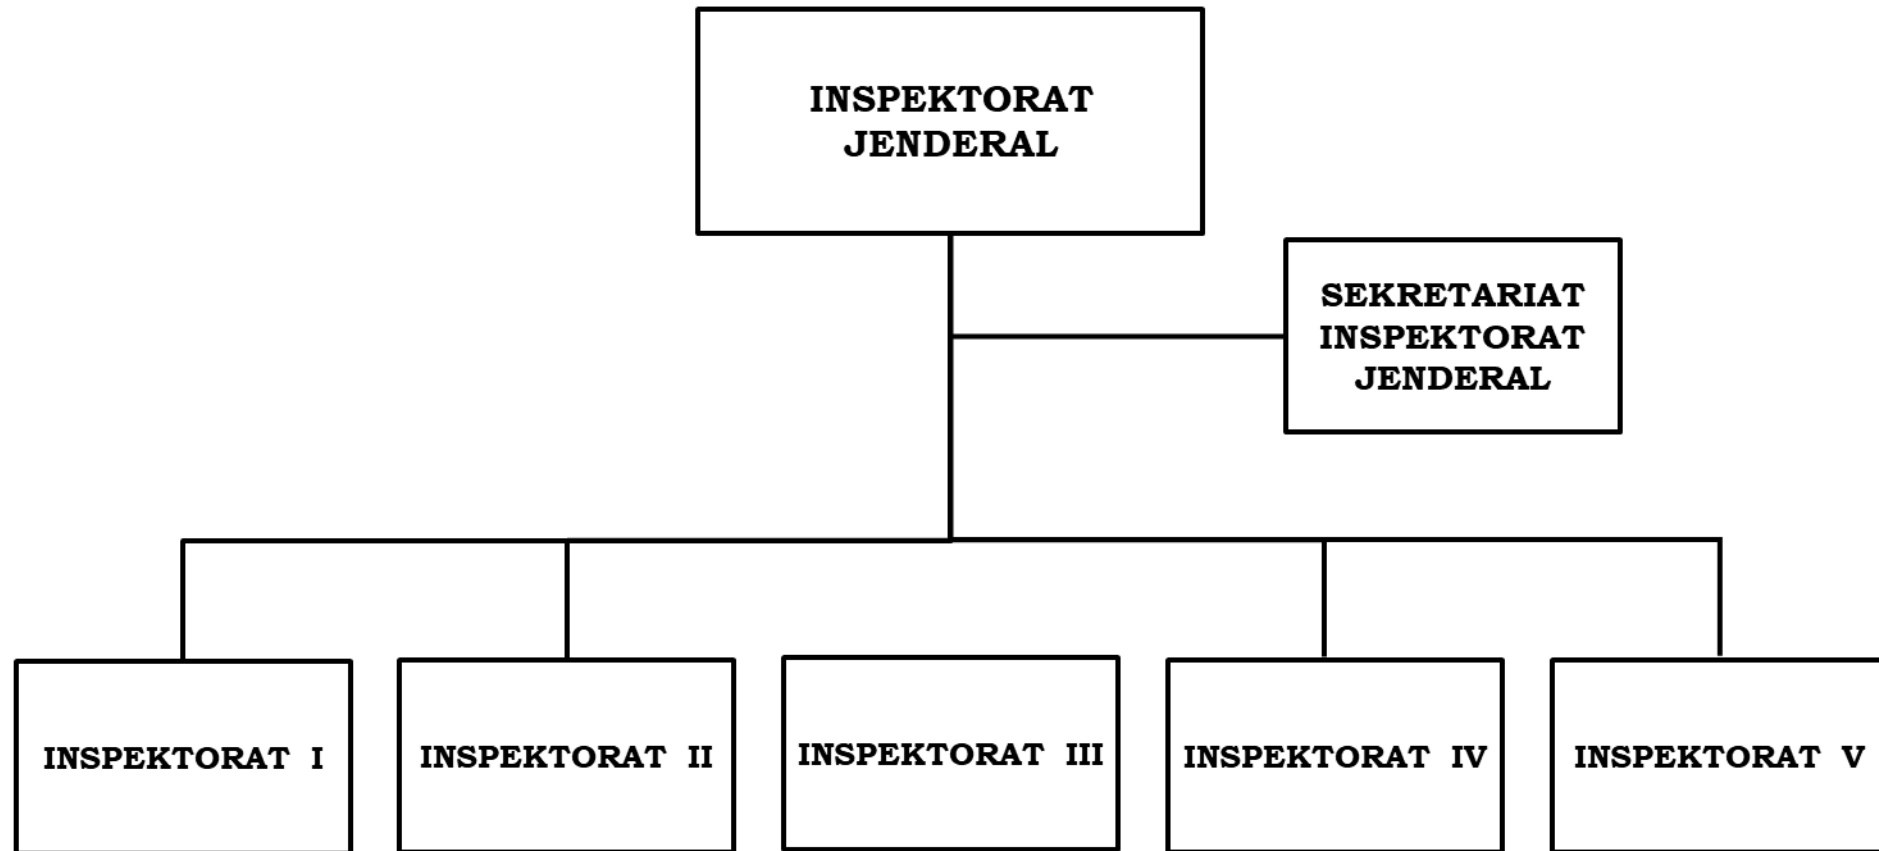 INSPEKTORAT
JENDERAL
SEKRETARIAT
INSPEKTORAT
JENDERAL
INSPEKTORAT I
INSPEKTORAT II
INSPEKTORAT III
INSPEKTORAT IV
INSPEKTORAT V